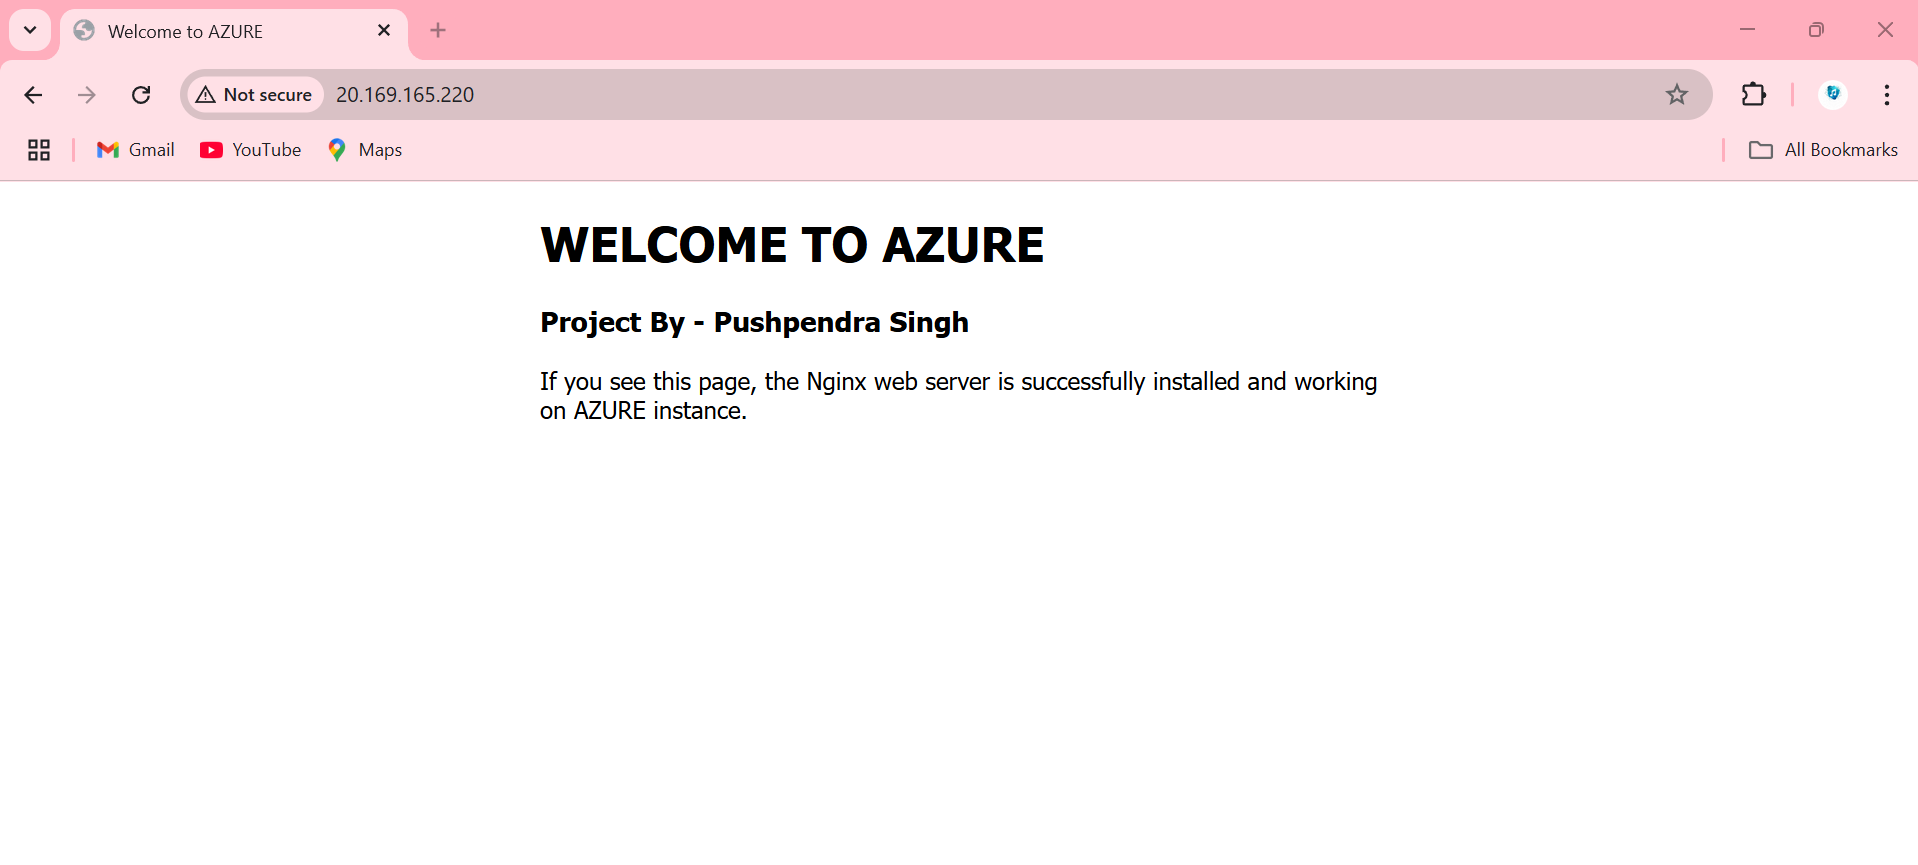 Welcome to AZURE
Not secure
20.169.165.220
Gmail
YouTube
Maps
All Bookmarks
WELCOME TO AZURE
Project By - Pushpendra Singh
If you see this page, the Nginx web server is successfully installed and working
on AZURE instance.